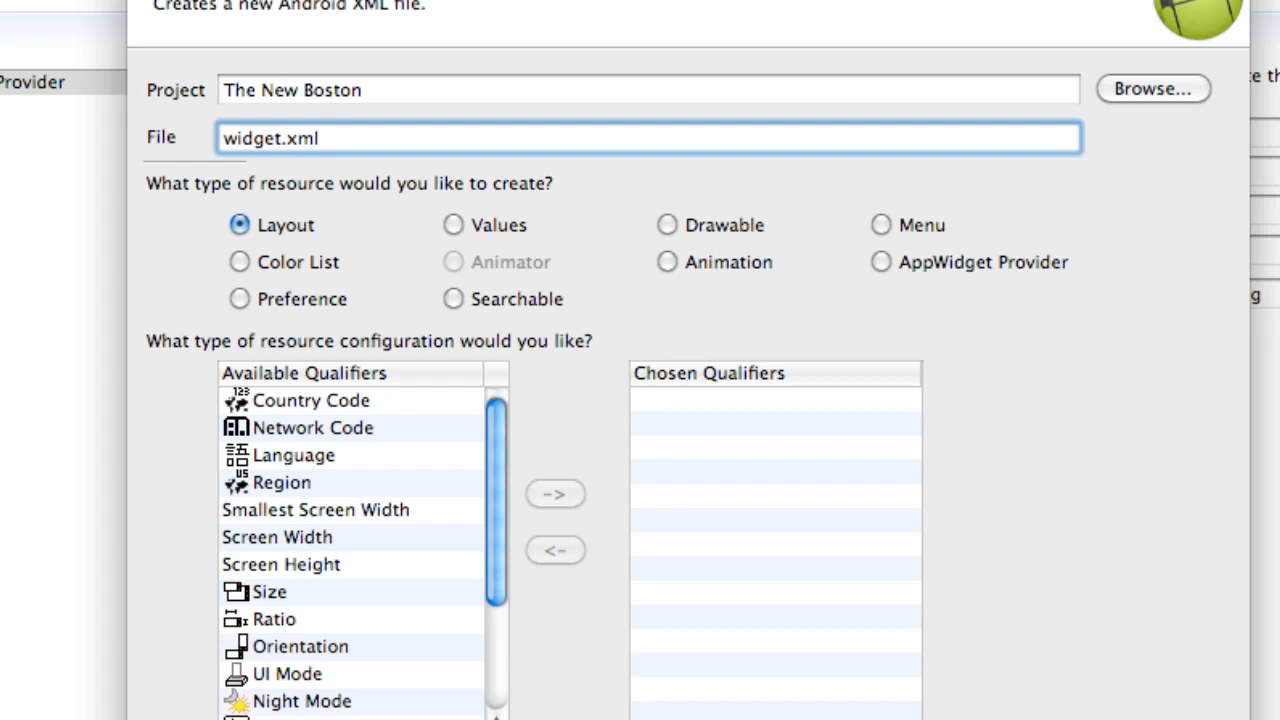 Creates a new Android XML file.
Provider
Project The New Boston Browse...
File widget.xml
What type of resource would you like to create?
Layout Values Drawable Menu
Color List Animator Animation AppWidget Provider
Preference Searchable
What type of resource configuration would you like?
Available Qualifiers Chosen Qualifiers
123
Country Code
Network Code
語 Language
US
Region
Smallest Screen Width
->
Screen Width
<-
Screen Height
Size
Ratio
Orientation
UI Mode
Night Mode